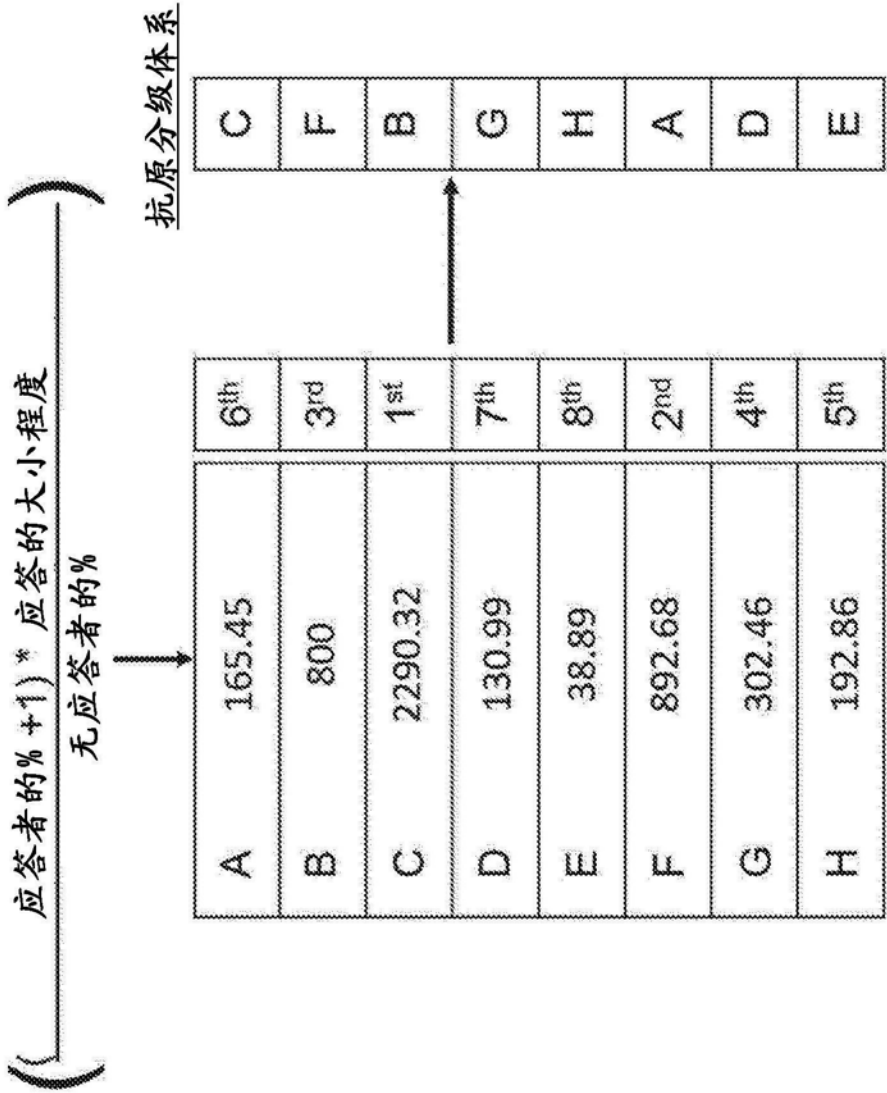 (应答者的% +1) * 应答的大小程度
无应答者的%
抗原分级体系
A 165.45 6th C
B 800 3rd F
C 2290.32 1st B
D 130.99 7th G
E 38.89 8th H
F 892.68 2nd A
G 302.46 4th D
H 192.86 5th E